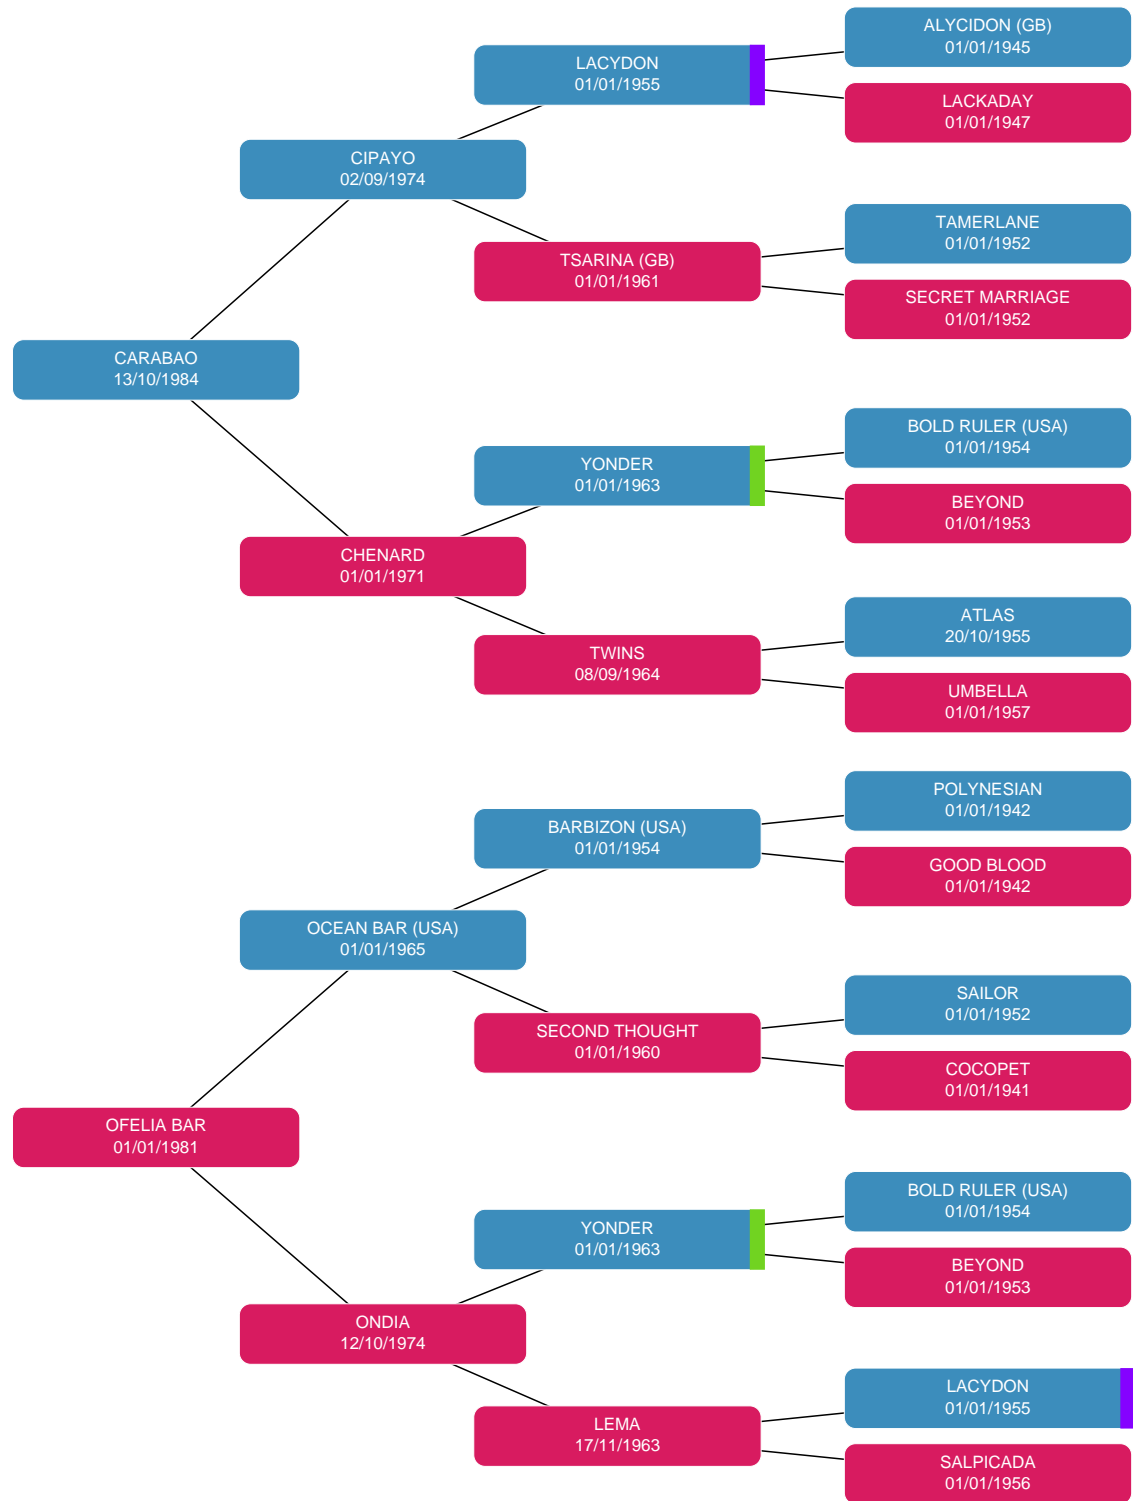 ALYCIDON (GB)
01/01/1945
LACYDON
01/01/1955
LACKADAY
01/01/1947
CIPAYO
02/09/1974
TAMERLANE
01/01/1952
TSARINA (GB)
01/01/1961
SECRET MARRIAGE
01/01/1952
CARABAO
13/10/1984
BOLD RULER (USA)
01/01/1954
YONDER
01/01/1963
BEYOND
01/01/1953
CHENARD
01/01/1971
ATLAS
20/10/1955
TWINS
08/09/1964
UMBELLA
01/01/1957
POLYNESIAN
01/01/1942
BARBIZON (USA)
01/01/1954
GOOD BLOOD
01/01/1942
OCEAN BAR (USA)
01/01/1965
SAILOR
01/01/1952
SECOND THOUGHT
01/01/1960
COCOPET
01/01/1941
OFELIA BAR
01/01/1981
BOLD RULER (USA)
01/01/1954
YONDER
01/01/1963
BEYOND
01/01/1953
ONDIA
12/10/1974
LACYDON
01/01/1955
LEMA
17/11/1963
SALPICADA
01/01/1956